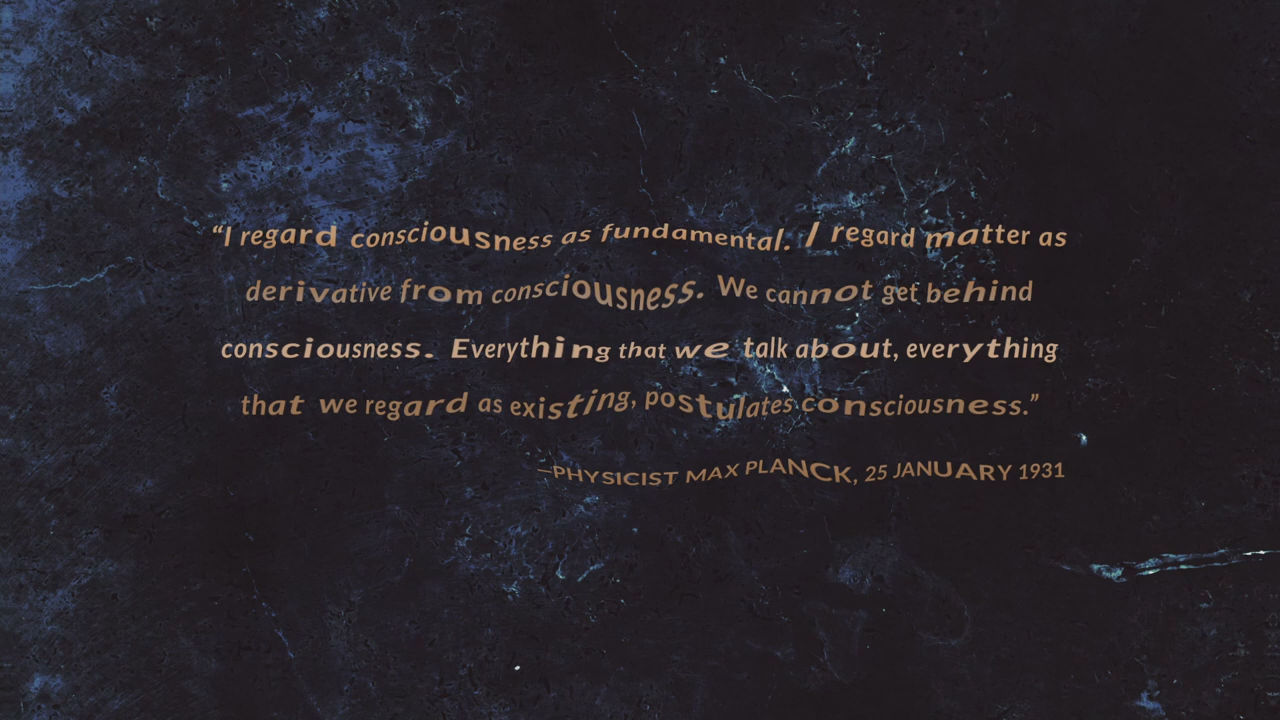 “I regard consciousness as fundamental. I regard matter as
derivative from consciousness. We cannot get behind
consciousness. Everything that we talk about, everything
that we regard as existing, postulates consciousness.”
—PHYSICIST MAX PLANCK, 25 JANUARY 1931